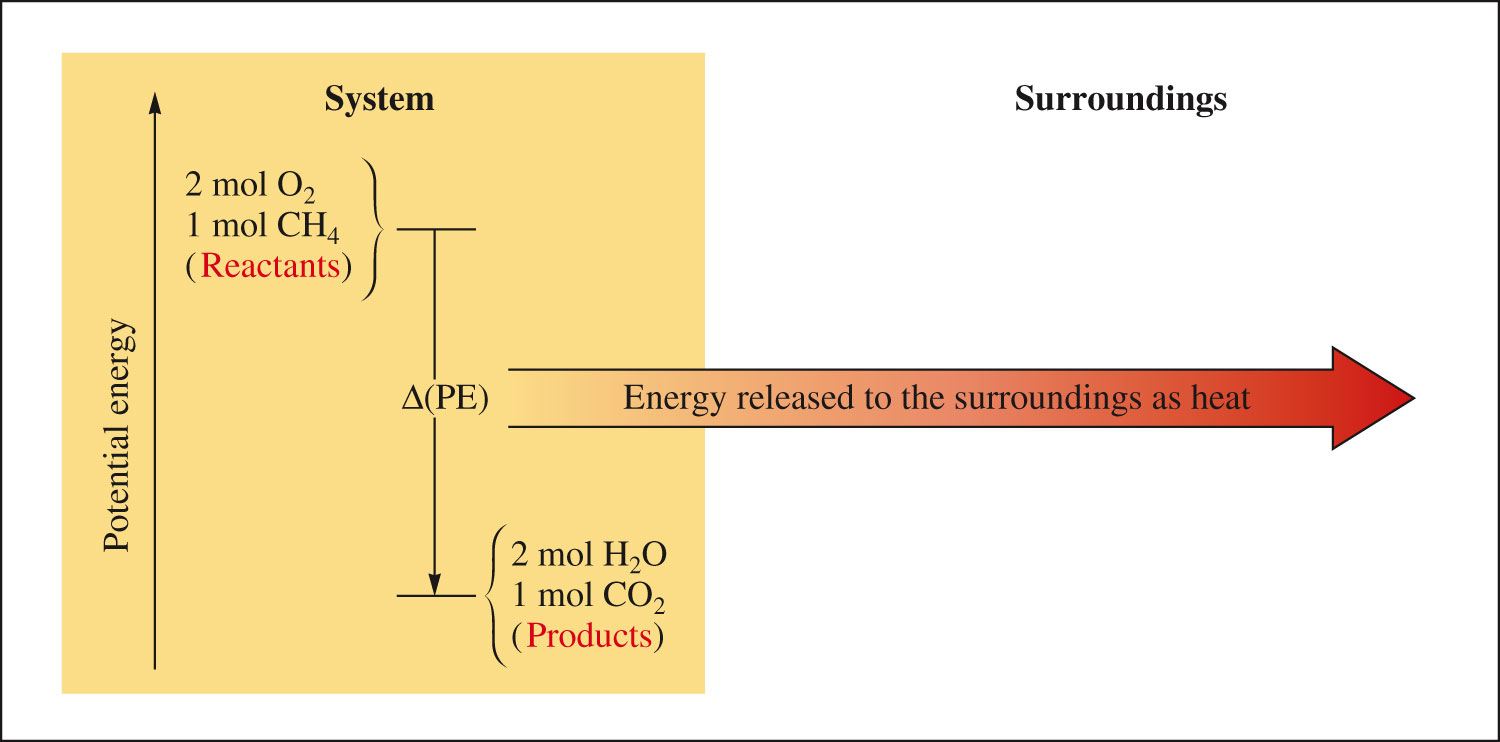 System
Surroundings
2 mol O₂
1 mol CH₄
(Reactants)
Potential energy
Δ(PE)
Energy released to the surroundings as heat
2 mol H₂O
1 mol CO₂
(Products)